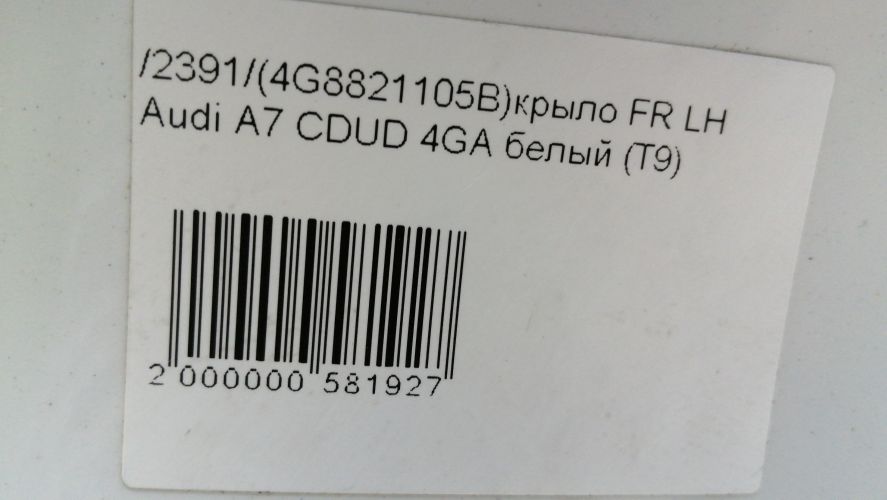 /2391/(4G8821105B)крыло FR LH
Audi A7 CDUD 4GA белый (T9)
2 000000 581927